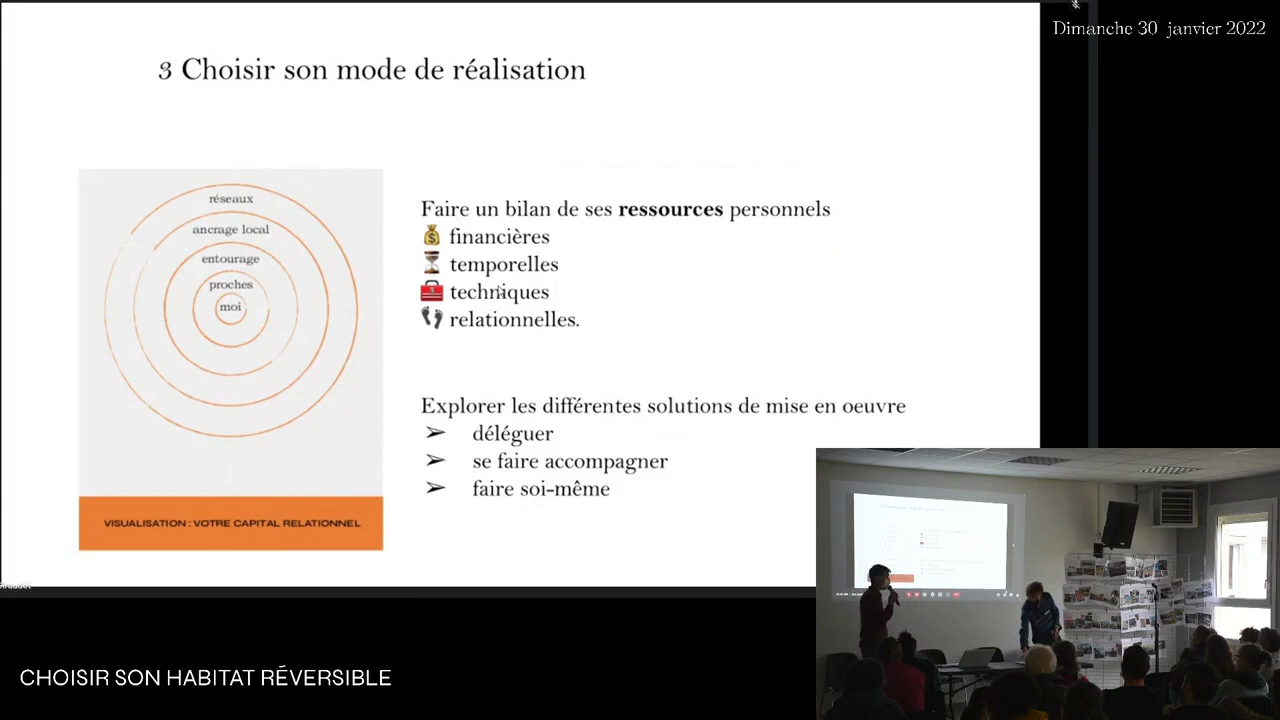 Dimanche 30 janvier 2022
3 Choisir son mode de réalisation
réseaux
ancrage local
entourage
proches
moi
VISUALISATION : VOTRE CAPITAL RELATIONNEL
Faire un bilan de ses ressources personnels
financières
temporelles
techniques
relationnelles.
Explorer les différentes solutions de mise en oeuvre
➢ déléguer
➢ se faire accompagner
➢ faire soi-même
CHOISIR SON HABITAT RÉVERSIBLE